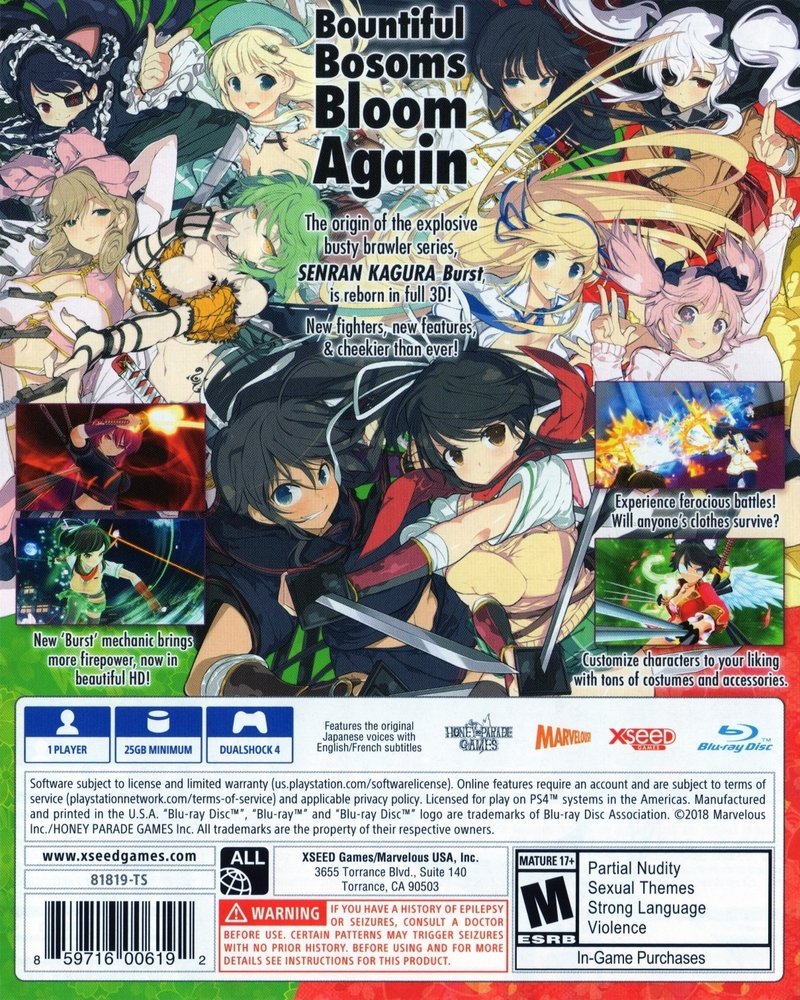 Bountiful
Bosoms
Bloom
Again
The origin of the explosive
busty brawler series,
SENRAN KAGURA Burst,
is reborn in full 3D!
New fighters, new features,
& cheekier than ever!
Experience ferocious battles!
Will anyone's clothes survive?
New 'Burst' mechanic brings
more firepower, now in
beautiful HD!
Customize characters to your liking
with tons of costumes and accessories.
1 PLAYER
25GB MINIMUM
DUALSHOCK 4
Features the original
Japanese voices with
English/French subtitles
HONEY∞PARADE
GAMES
MARVELOUS!
XSEED
GAMES
Blu-ray Disc™
Software subject to license and limited warranty (us.playstation.com/softwarelicense). Online features require an account and are subject to terms of
service (playstationnetwork.com/terms-of-service) and applicable privacy policy. Licensed for play on PS4™ systems in the Americas. Manufactured
and printed in the U.S.A. "Blu-ray Disc™", "Blu-ray™" and "Blu-ray Disc™" logo are trademarks of Blu-ray Disc Association. ©2018 Marvelous
Inc./HONEY PARADE GAMES Inc. All trademarks are the property of their respective owners.
www.xseedgames.com
81819-TS
ALL
XSEED Games/Marvelous USA, Inc.
3655 Torrance Blvd., Suite 140
Torrance, CA 90503
WARNING IF YOU HAVE A HISTORY OF EPILEPSY
OR SEIZURES, CONSULT A DOCTOR
BEFORE USE. CERTAIN PATTERNS MAY TRIGGER SEIZURES
WITH NO PRIOR HISTORY. BEFORE USING AND FOR MORE
DETAILS SEE INSTRUCTIONS FOR THIS PRODUCT.
8 59716 00619 2
MATURE 17+
M
ESRB
Partial Nudity
Sexual Themes
Strong Language
Violence
In-Game Purchases